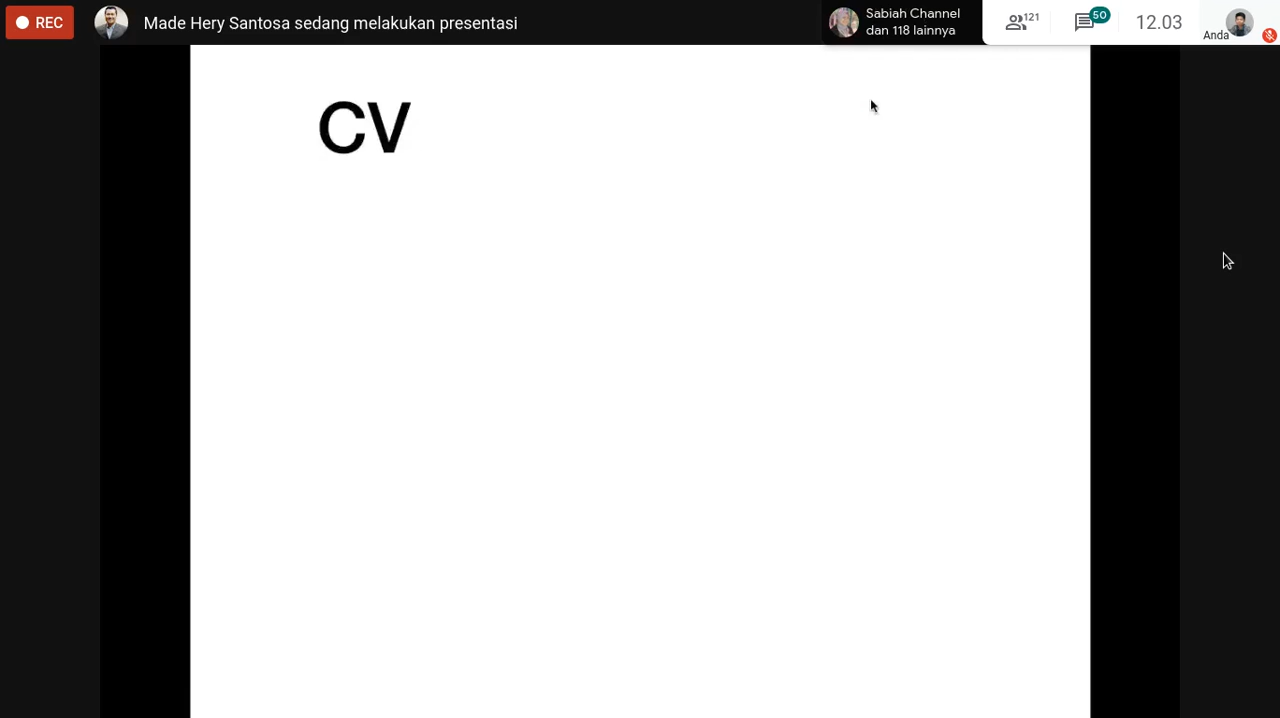 REC
Made Hery Santosa sedang melakukan presentasi
Sabiah Channel
dan 118 lainnya
121
50
12.03
Anda
CV